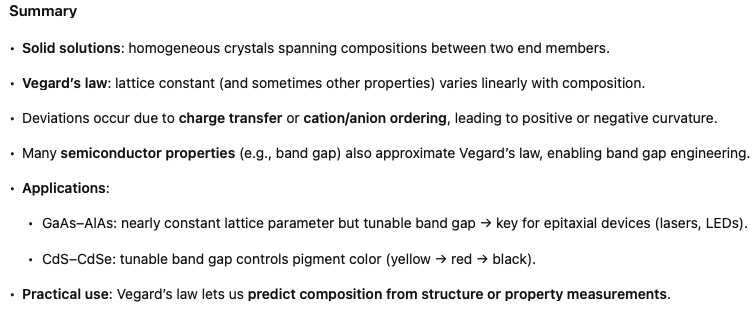 Summary
• Solid solutions: homogeneous crystals spanning compositions between two end members.
• Vegard’s law: lattice constant (and sometimes other properties) varies linearly with composition.
• Deviations occur due to charge transfer or cation/anion ordering, leading to positive or negative curvature.
• Many semiconductor properties (e.g., band gap) also approximate Vegard’s law, enabling band gap engineering.
• Applications:
• GaAs–AlAs: nearly constant lattice parameter but tunable band gap → key for epitaxial devices (lasers, LEDs).
• CdS–CdSe: tunable band gap controls pigment color (yellow → red → black).
• Practical use: Vegard’s law lets us predict composition from structure or property measurements.